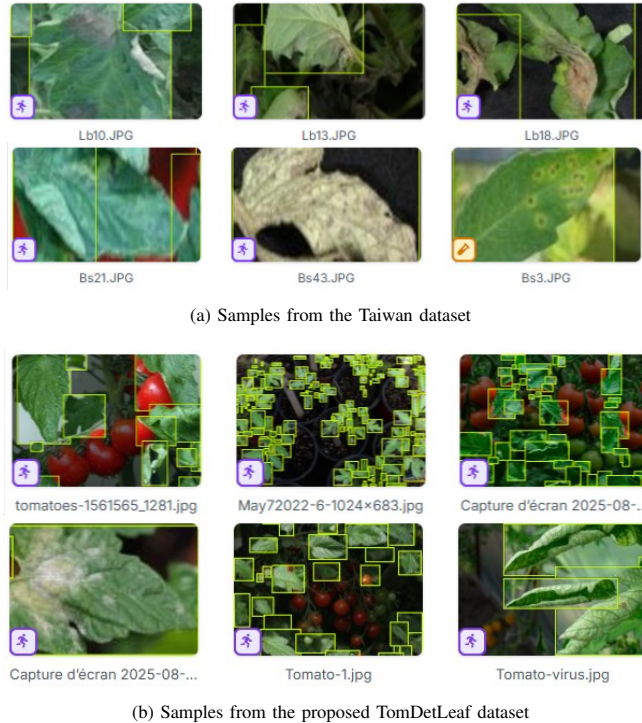 Lb10.JPG
Lb13.JPG
Lb18.JPG
Bs21.JPG
Bs43.JPG
Bs3.JPG
(a) Samples from the Taiwan dataset
tomatoes-1561565_1281.jpg
May72022-6-1024×683.jpg
Capture d'écran 2025-08-...
Capture d'écran 2025-08-...
Tomato-1.jpg
Tomato-virus.jpg
(b) Samples from the proposed TomDetLeaf dataset